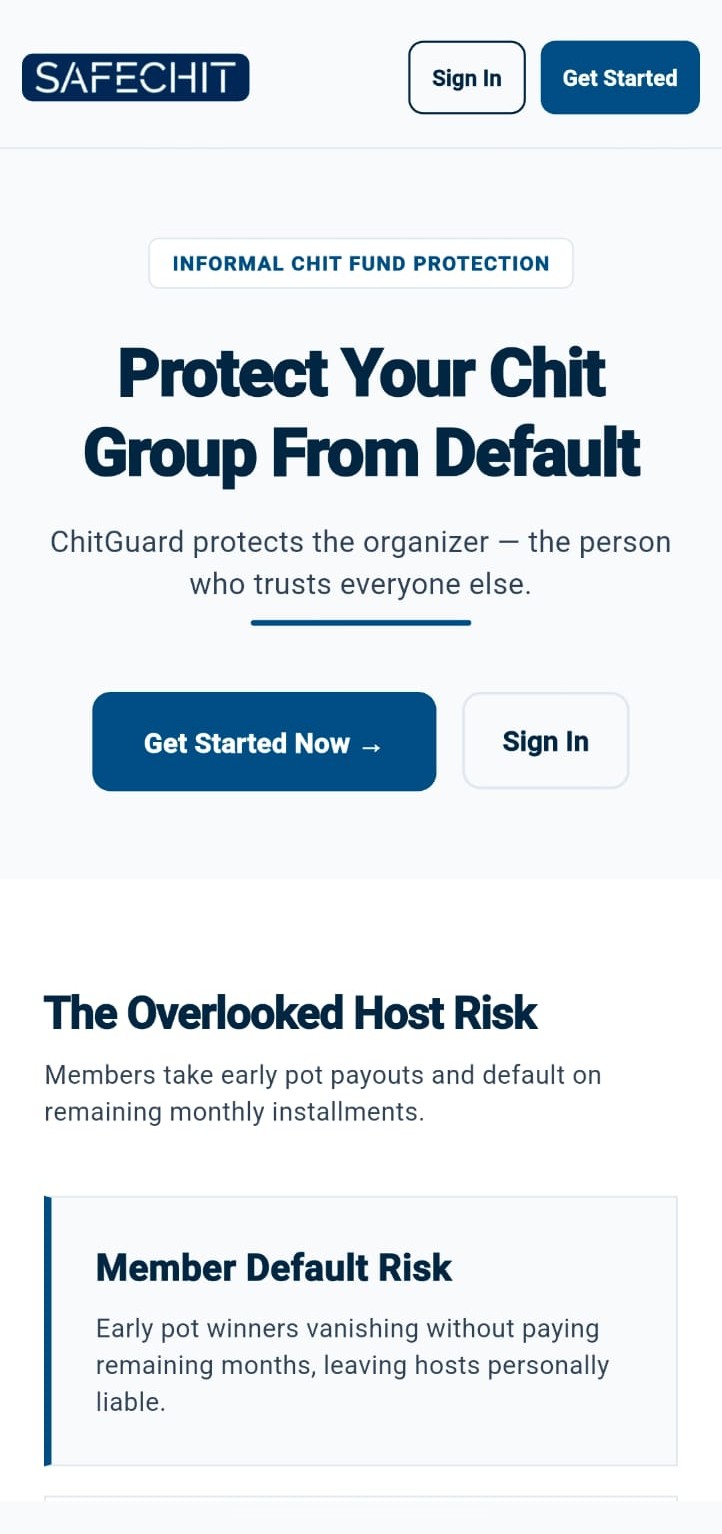 SAFECHIT
Sign In
Get Started
INFORMAL CHIT FUND PROTECTION
Protect Your Chit
Group From Default
ChitGuard protects the organizer — the person
who trusts everyone else.
Get Started Now →
Sign In
The Overlooked Host Risk
Members take early pot payouts and default on
remaining monthly installments.
Member Default Risk
Early pot winners vanishing without paying
remaining months, leaving hosts personally
liable.